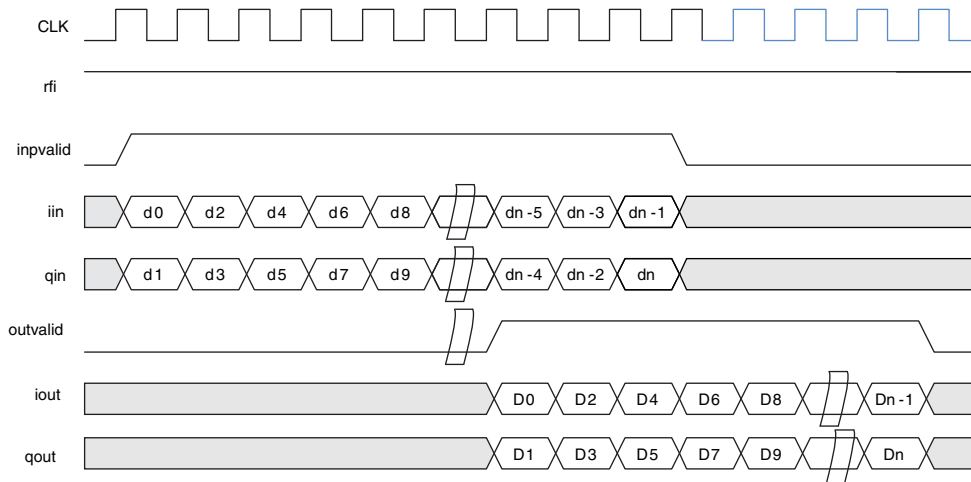 CLK
rfi
inpvalid
iin d0 d2 d4 d6 d8 dn -5 dn -3 dn -1
qin d1 d3 d5 d7 d9 dn -4 dn -2 dn
outvalid
iout D0 D2 D4 D6 D8 Dn -1
qout D1 D3 D5 D7 D9 Dn